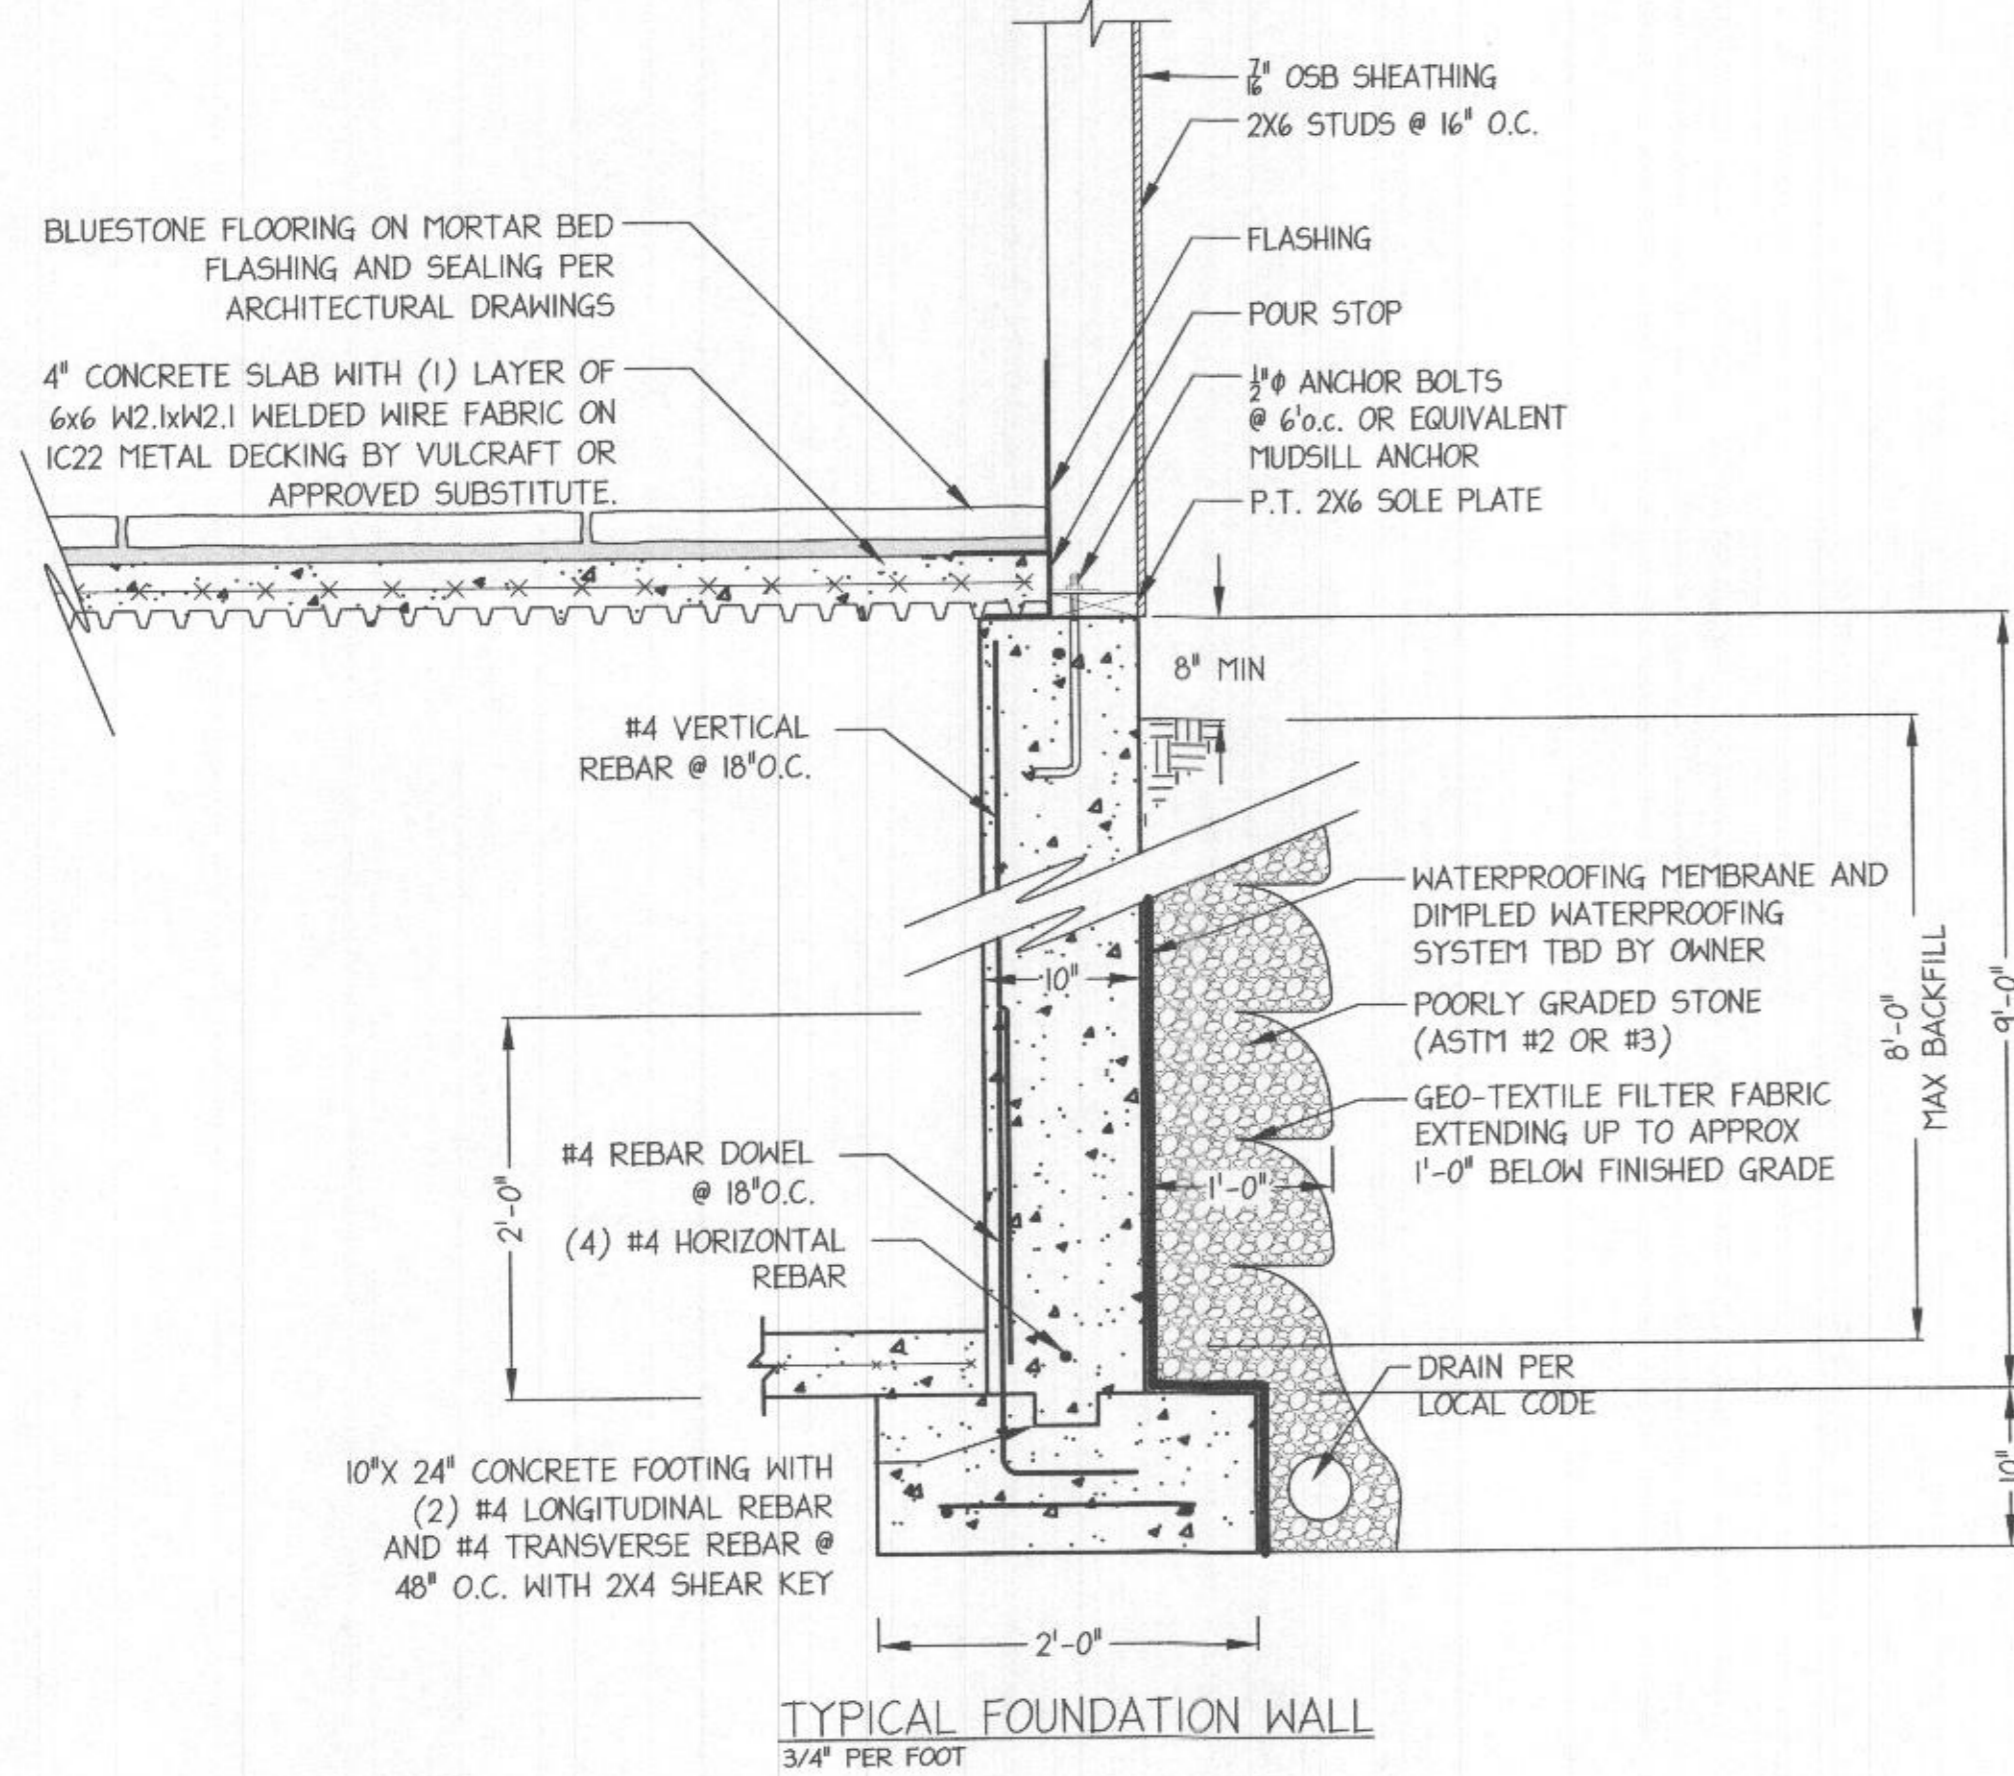 7/16" OSB SHEATHING
2X6 STUDS @ 16" O.C.
BLUESTONE FLOORING ON MORTAR BED
FLASHING AND SEALING PER
ARCHITECTURAL DRAWINGS
FLASHING
POUR STOP
4" CONCRETE SLAB WITH (1) LAYER OF
6x6 W2.1xW2.1 WELDED WIRE FABRIC ON
1C22 METAL DECKING BY VULCRAFT OR
APPROVED SUBSTITUTE.
1/2"ϕ ANCHOR BOLTS
@ 6'o.c. OR EQUIVALENT
MUDSILL ANCHOR
P.T. 2X6 SOLE PLATE
8" MIN
#4 VERTICAL
REBAR @ 18"O.C.
WATERPROOFING MEMBRANE AND
DIMPLED WATERPROOFING
SYSTEM TBD BY OWNER
10"
POORLY GRADED STONE
(ASTM #2 OR #3)
8'-0"
MAX BACKFILL
9'-0"
GEO-TEXTILE FILTER FABRIC
EXTENDING UP TO APPROX
1'-0" BELOW FINISHED GRADE
#4 REBAR DOWEL
@ 18"O.C.
2'-0"
1'-0"
(4) #4 HORIZONTAL
REBAR
DRAIN PER
LOCAL CODE
10"
10"X 24" CONCRETE FOOTING WITH
(2) #4 LONGITUDINAL REBAR
AND #4 TRANSVERSE REBAR @
48" O.C. WITH 2X4 SHEAR KEY
2'-0"
TYPICAL FOUNDATION WALL
3/4" PER FOOT